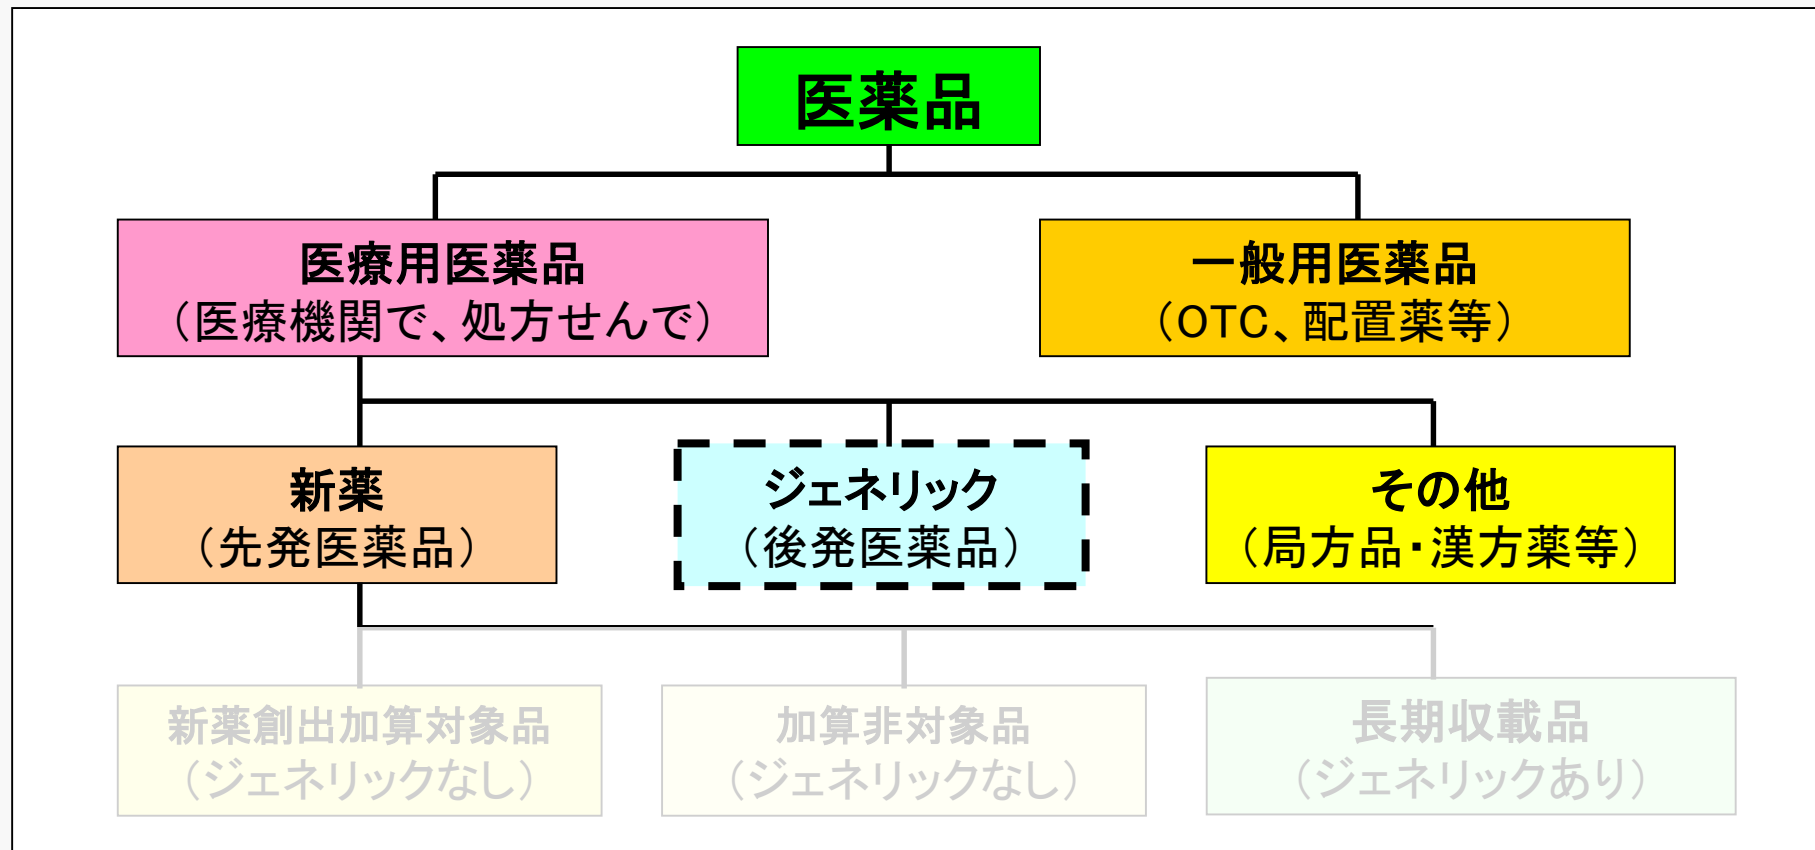 医薬品
医療用医薬品
（医療機関で、処方せんで）
一般用医薬品
（OTC、配置薬等）
新薬
（先発医薬品）
ジェネリック
（後発医薬品）
その他
（局方品・漢方薬等）
新薬創出加算対象品
（ジェネリックなし）
加算非対象品
（ジェネリックなし）
長期収載品
（ジェネリックあり）